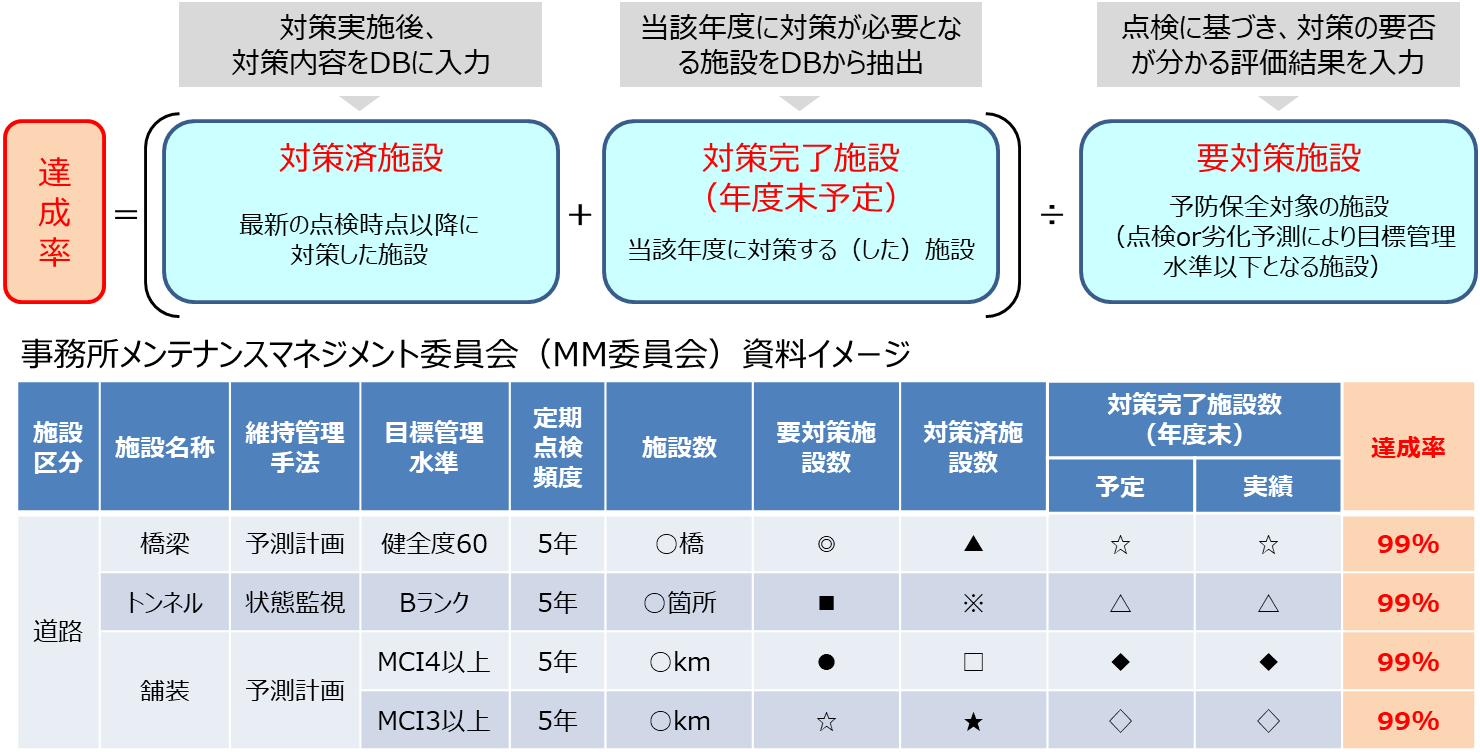 対策実施後、
対策内容をDBに入力
当該年度に対策が必要とな
る施設をDBから抽出
点検に基づき、対策の要否
が分かる評価結果を入力
達成率
＝
対策済施設
最新の点検時点以降に
対策した施設
＋
対策完了施設
（年度末予定）
当該年度に対策する（した）施設
÷
要対策施設
予防保全対象の施設
（点検or劣化予測により目標管理
水準以下となる施設）
事務所メンテナンスマネジメント委員会（MM委員会）資料イメージ
施設
区分
施設名称
維持管理
手法
目標管理
水準
定期
点検
頻度
施設数
要対策施
設数
対策済施
設数
対策完了施設数
（年度末）
予定
実績
達成率
道路
橋梁 予測計画 健全度60 5年 〇橋 ◎ ▲ ☆ ☆ 99%
トンネル 状態監視 Bランク 5年 〇箇所 ■ ※ △ △ 99%
舗装 予測計画 MCI4以上 5年 〇km ● □ ◆ ◆ 99%
MCI3以上 5年 〇km ☆ ★ ◇ ◇ 99%